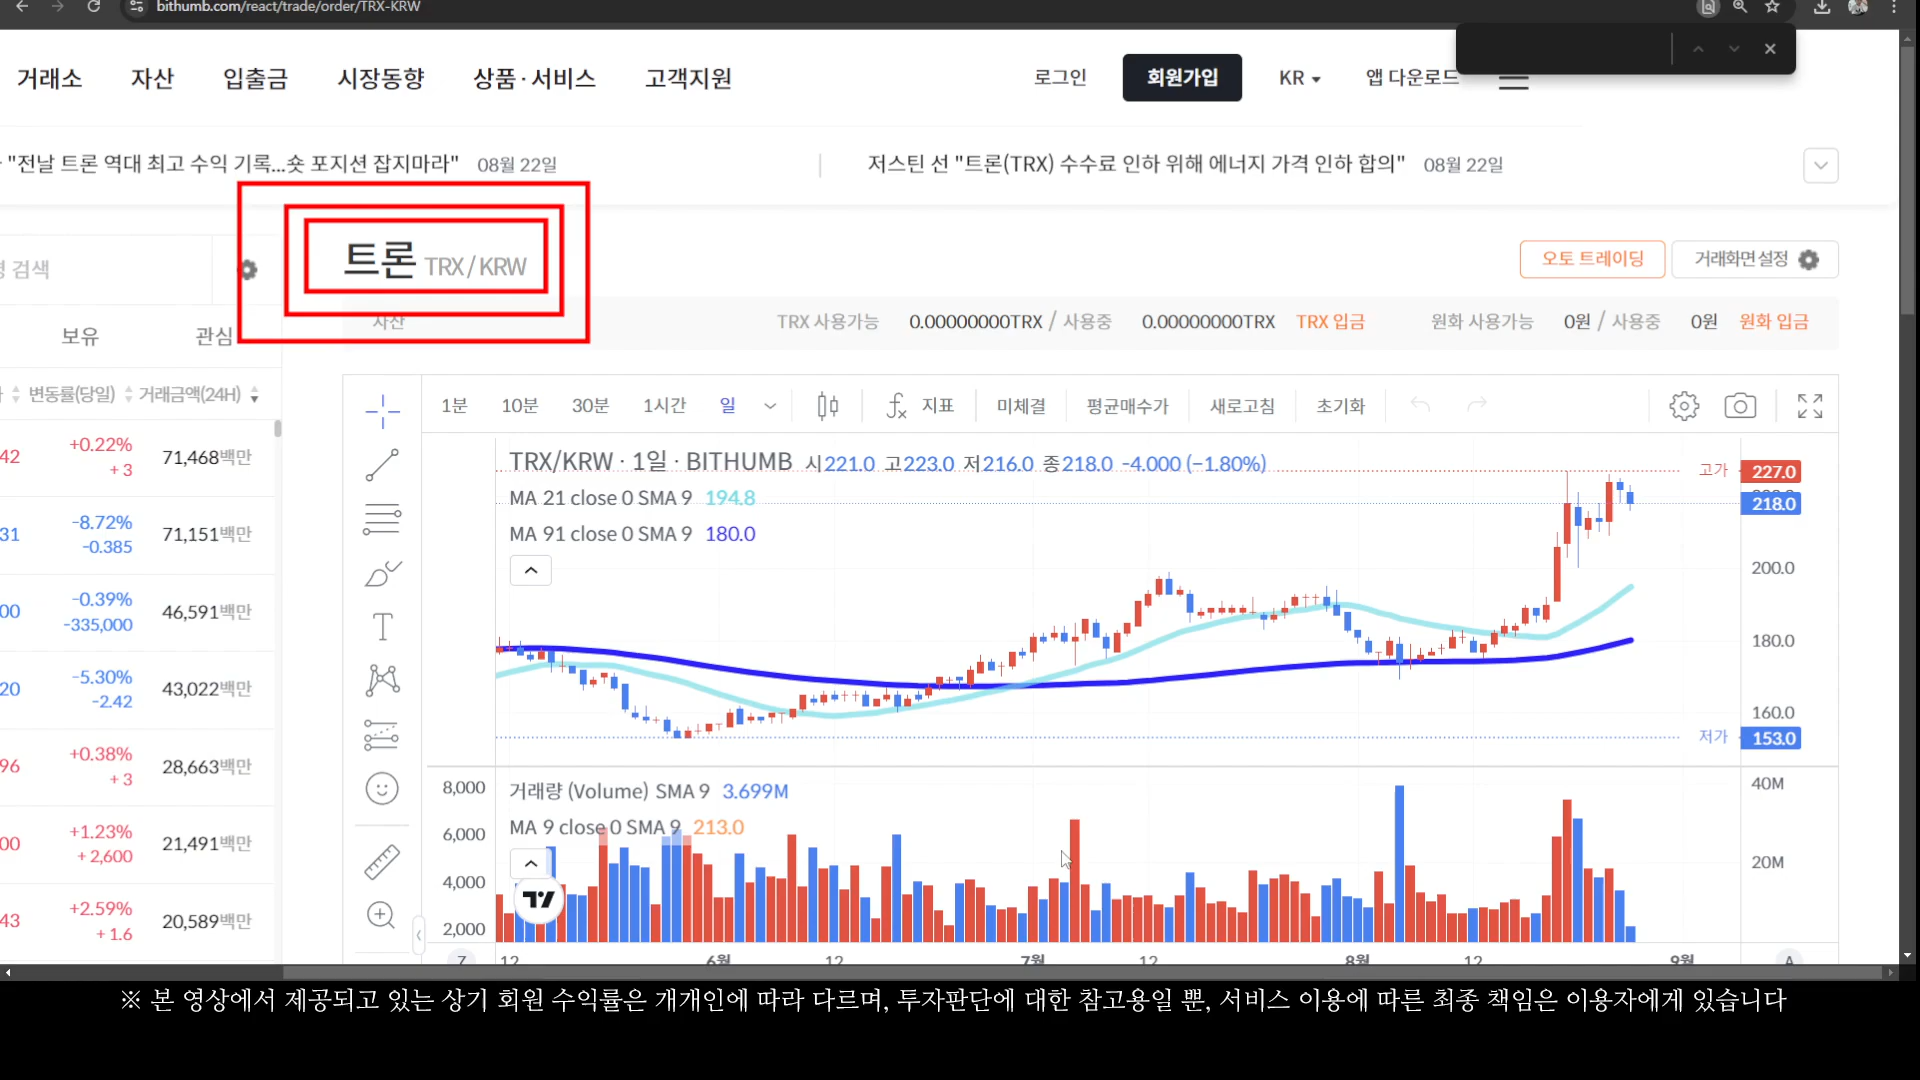 bithumb.com/react/trade/order/TRX-KRW
거래소 자산 입출금 시장동향 상품·서비스 고객지원 로그인 회원가입 KR 앱 다운로드
"전날 트론 역대 최고 수익 기록...숏 포지션 잡지마라" 08월 22일
저스틴 선 "트론(TRX) 수수료 인하 위해 에너지 가격 인하 합의" 08월 22일
검색
트론 TRX/KRW
오토 트레이딩 거래화면 설정
자산 TRX 사용가능 0.00000000TRX / 사용중 0.00000000TRX TRX 입금 원화 사용가능 0원 / 사용중 0원 원화 입금
보유 관심
변동률(당일) 거래금액(24H)
42 +0.22% 71,468백만
+ 3
31 -8.72% 71,151백만
-0.385
00 -0.39% 46,591백만
-335,000
20 -5.30% 43,022백만
-2.42
96 +0.38% 28,663백만
+ 3
00 +1.23% 21,491백만
+ 2,600
43 +2.59% 20,589백만
+ 1.6
1분 10분 30분 1시간 일 지표 미체결 평균매수가 새로고침 초기화
TRX/KRW · 1일 · BITHUMB 시221.0 고223.0 저216.0 종218.0 -4.000 (−1.80%)
MA 21 close 0 SMA 9 194.8
MA 91 close 0 SMA 9 180.0
고가 227.0
218.0
200.0
180.0
160.0
저가 153.0
거래량 (Volume) SMA 9 3.699M
MA 9 close 0 SMA 9 213.0
8,000
6,000
4,000
2,000
40M
20M
Z 12 6월 12 7월 12 8월 12 9월 A
※ 본 영상에서 제공되고 있는 상기 회원 수익률은 개개인에 따라 다르며, 투자판단에 대한 참고용일 뿐, 서비스 이용에 따른 최종 책임은 이용자에게 있습니다